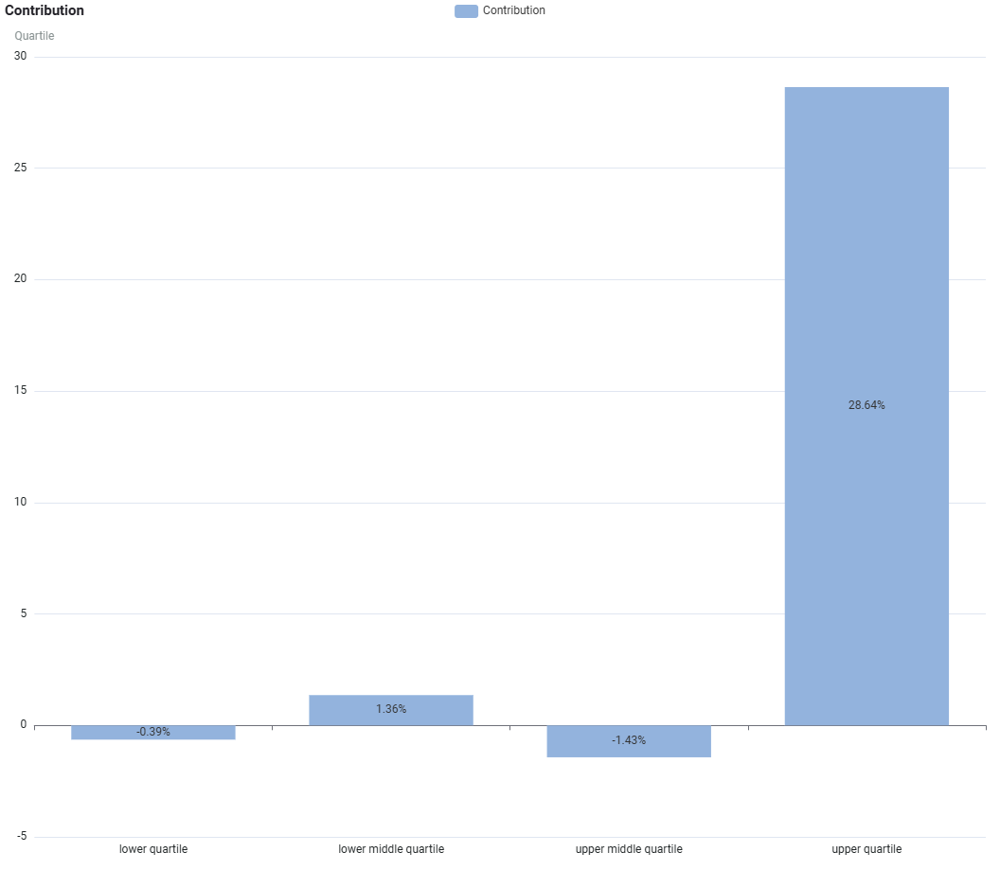 Contribution
Contribution
Quartile
30
25
20
15
10
5
0
-5
28.64%
1.36%
-0.39%
-1.43%
lower quartile
lower middle quartile
upper middle quartile
upper quartile